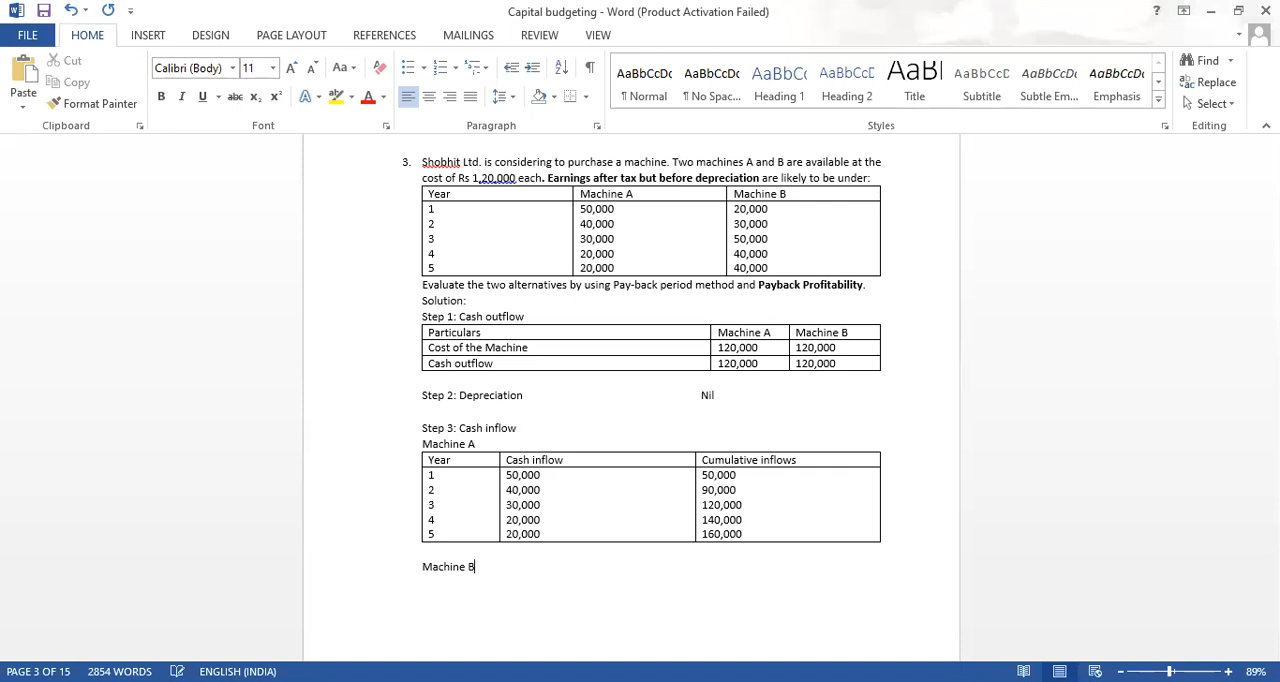 Capital budgeting - Word (Product Activation Failed)
FILE HOME INSERT DESIGN PAGE LAYOUT REFERENCES MAILINGS REVIEW VIEW
Paste
Cut
Copy
Format Painter
Calibri (Body) 11
Clipboard Font Paragraph Styles Editing
AaBbCcDc AaBbCcDc AaBbCc AaBbCcD AaB AaBbCcD AaBbCcDc AaBbCcDc
¶ Normal ¶ No Spac... Heading 1 Heading 2 Title Subtitle Subtle Em... Emphasis
Find
Replace
Select
3. Shobhit Ltd. is considering to purchase a machine. Two machines A and B are available at the
cost of Rs 1,20,000 each. Earnings after tax but before depreciation are likely to be under:
Year Machine A Machine B
1 50,000 20,000
2 40,000 30,000
3 30,000 50,000
4 20,000 40,000
5 20,000 40,000
Evaluate the two alternatives by using Pay-back period method and Payback Profitability.
Solution:
Step 1: Cash outflow
Particulars Machine A Machine B
Cost of the Machine 120,000 120,000
Cash outflow 120,000 120,000
Step 2: Depreciation Nil
Step 3: Cash inflow
Machine A
Year Cash inflow Cumulative inflows
1 50,000 50,000
2 40,000 90,000
3 30,000 120,000
4 20,000 140,000
5 20,000 160,000
Machine B
PAGE 3 OF 15 2854 WORDS ENGLISH (INDIA) 89%